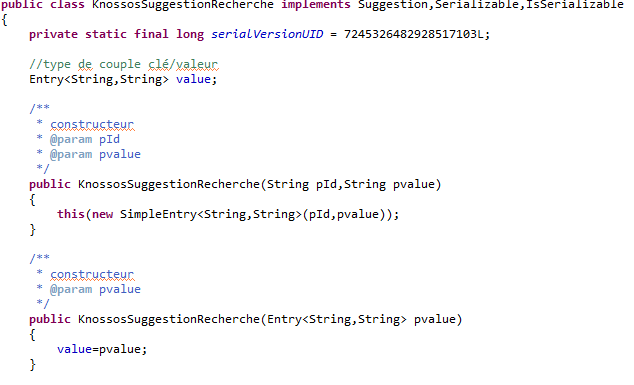 public class KnossosSuggestionRecherche implements Suggestion,Serializable,IsSerializable
{
private static final long serialVersionUID = 7245326482928517103L;
//type de couple clé/valeur
Entry<String,String> value;
/**
* constructeur
* @param pId
* @param pvalue
*/
public KnossosSuggestionRecherche(String pId,String pvalue)
{
this(new SimpleEntry<String,String>(pId,pvalue));
}
/**
* constructeur
* @param pvalue
*/
public KnossosSuggestionRecherche(Entry<String,String> pvalue)
{
value=pvalue;
}